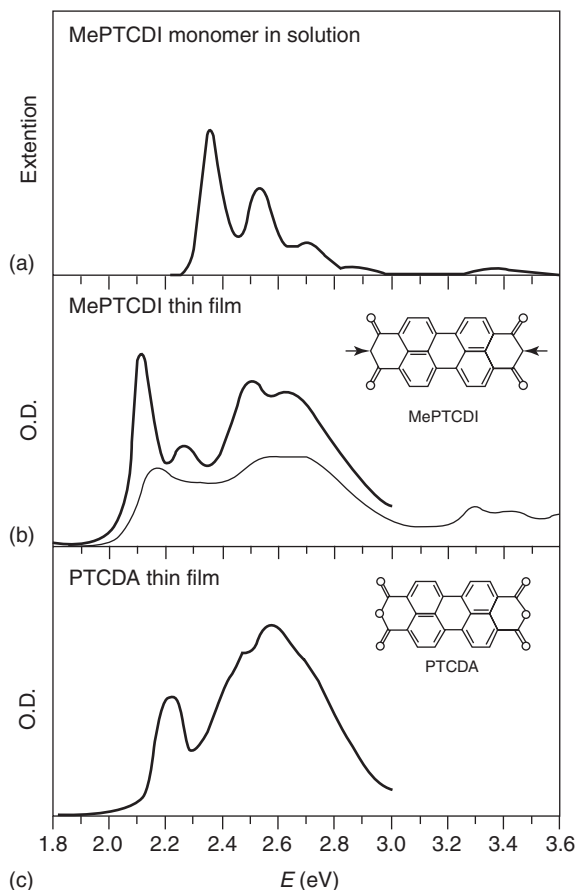 MePTCDI monomer in solution
Extention
(a)
MePTCDI thin film
MePTCDI
O.D.
(b)
PTCDA thin film
PTCDA
O.D.
1.8 2.0 2.2 2.4 2.6 2.8 3.0 3.2 3.4 3.6
(c)
E (eV)